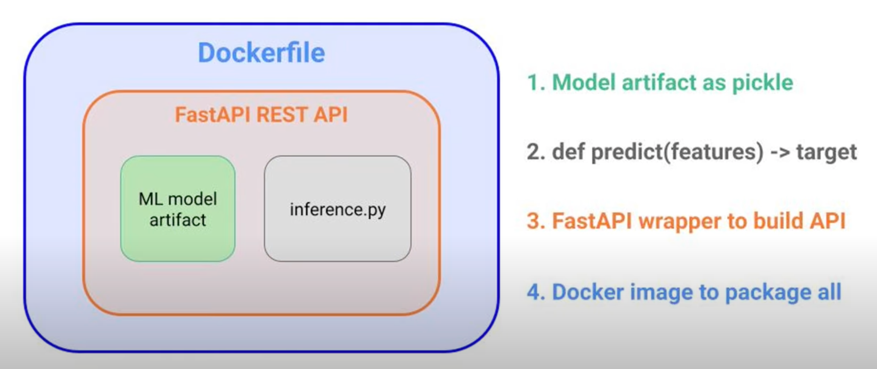 Dockerfile
FastAPI REST API
ML model
artifact
inference.py
1. Model artifact as pickle
2. def predict(features) -> target
3. FastAPI wrapper to build API
4. Docker image to package all